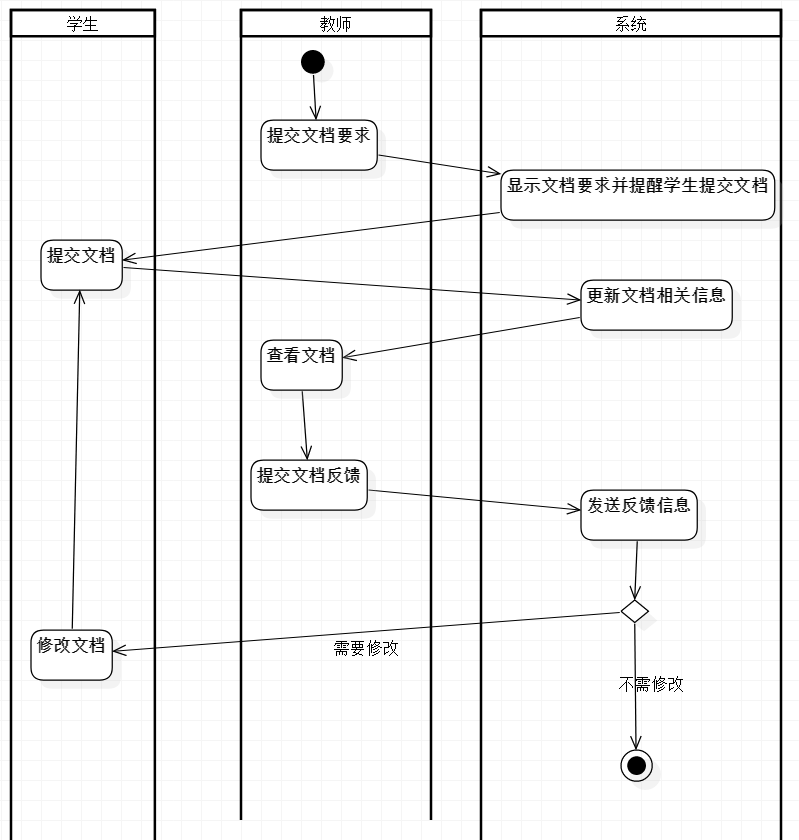 学生
教师
系统
提交文档要求
显示文档要求并提醒学生提交文档
提交文档
更新文档相关信息
查看文档
提交文档反馈
发送反馈信息
修改文档
需要修改
不需修改